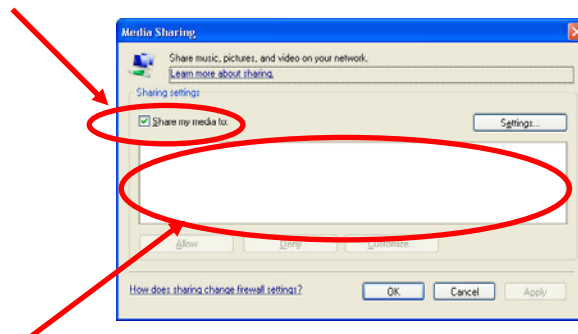 Media Sharing
Share music, pictures, and video on your network.
Learn more about sharing.
Sharing settings
Share my media to:
Settings...
Allow
Deny
Customize...
How does sharing change firewall settings?
OK
Cancel
Apply